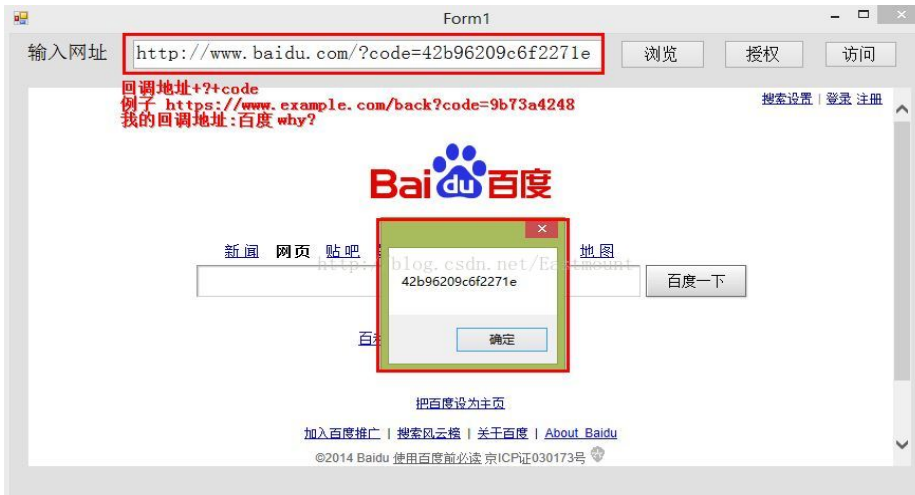 Form1
输入网址 http://www.baidu.com/?code=42b96209c6f2271e 浏览 授权 访问
回调地址+?+code
例子 https://www.example.com/back?code=9b73a4248
我的回调地址:百度 why?
搜索设置 | 登录 注册
Bai du 百度
新闻 网页 贴吧 地图
http://blog.csdn.net/Eastmount
42b96209c6f2271e
百度一下
确定
把百度设为主页
加入百度推广 | 搜索风云榜 | 关于百度 | About Baidu
©2014 Baidu 使用百度前必读 京ICP证030173号